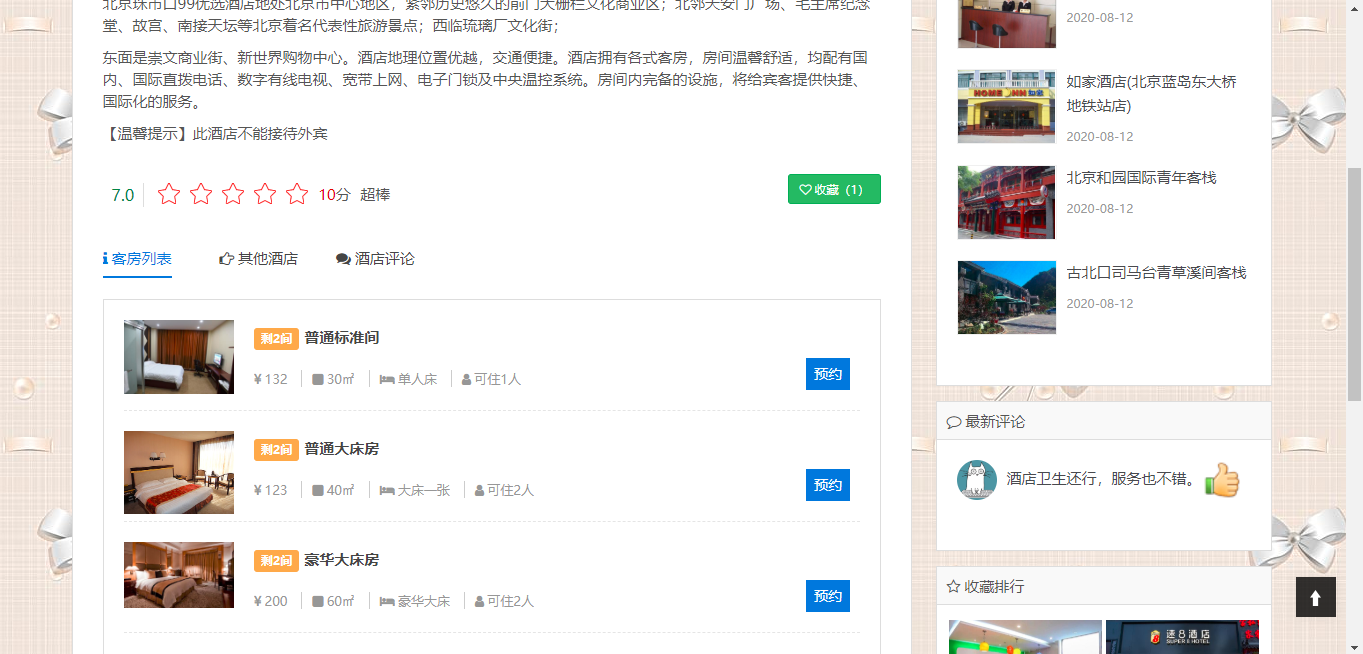 北京珠市口99优选酒店地处北京市中心地区，紧邻历史悠久的前门大栅栏文化商业区；北邻天安门广场、毛主席纪念
堂、故宫、南接天坛等北京着名代表性旅游景点；西临琉璃厂文化街；
东面是崇文商业街、新世界购物中心。酒店地理位置优越，交通便捷。酒店拥有各式客房，房间温馨舒适，均配有国
内、国际直拨电话、数字有线电视、宽带上网、电子门锁及中央温控系统。房间内完备的设施，将给宾客提供快捷、
国际化的服务。
【温馨提示】此酒店不能接待外宾
7.0 10分 超棒
收藏（1）
客房列表 其他酒店 酒店评论
剩2间 普通标准间
¥ 132 30㎡ 单人床 可住1人
预约
剩2间 普通大床房
¥ 123 40㎡ 大床一张 可住2人
预约
剩2间 豪华大床房
¥ 200 60㎡ 豪华大床 可住2人
预约
2020-08-12
HOME INN 如家
如家酒店(北京蓝岛东大桥
地铁站店)
2020-08-12
北京和园国际青年客栈
2020-08-12
古北口司马台青草溪间客栈
2020-08-12
最新评论
酒店卫生还行，服务也不错。
收藏排行
速8酒店
SUPER 8 HOTEL